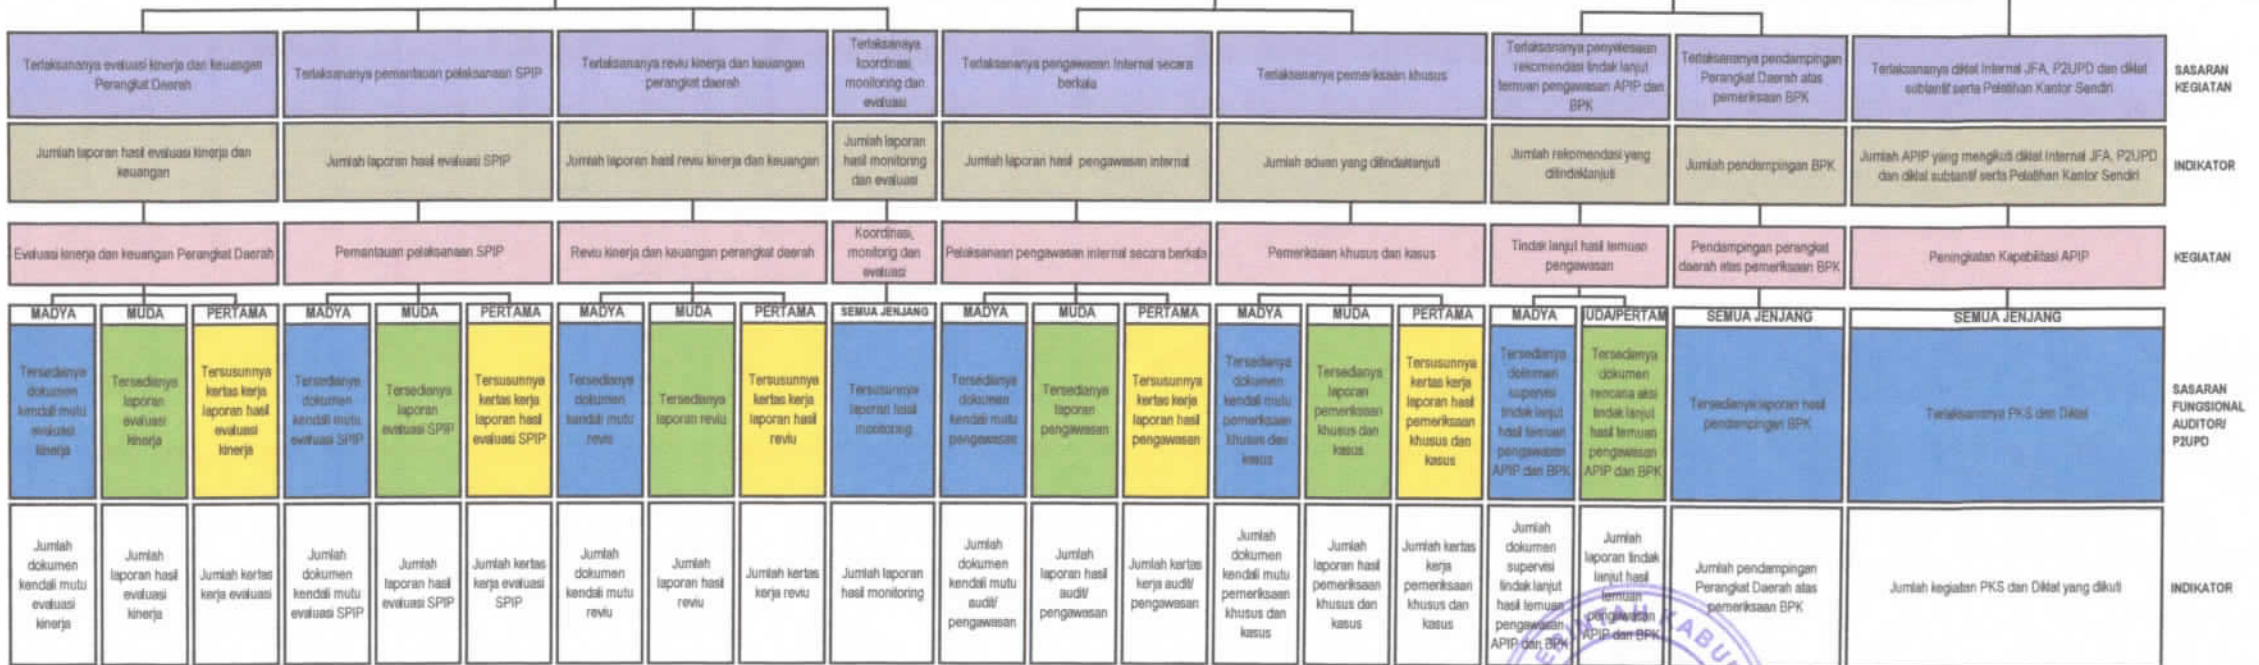 Terlaksananya evaluasi kinerja dan keuangan
Perangkat Daerah
Terlaksananya pemantauan pelaksanaan SPIP
Terlaksananya reviu kinerja dan keuangan
perangkat daerah
Terlaksanaya
koordinasi,
monitoring dan
evaluasi
Terlaksananya pengawasan Internal secara
berkala
Terlaksananya pemeriksaan khusus
Terlaksananya penyelesaan
rekomendasi tindak lanjut
temuan pengawasan APIP dan
BPK
Terlaksananya pendampingan
Perangkat Daerah atas
pemeriksaan BPK
Terlaksananya diklat Internal JFA, P2UPD dan diklat
subtantif serta Pelatihan Kantor Sendiri
SASARAN
KEGIATAN
Jumlah laporan hasil evaluasi kinerja dan
keuangan
Jumlah laporan hasil evaluasi SPIP
Jumlah laporan hasil reviu kinerja dan keuangan
Jumlah laporan
hasil monitoring
dan evaluasi
Jumlah laporan hasil pengawasan internal
Jumlah aduan yang ditindaklanjuti
Jumlah rekomendasi yang
ditindaklanjuti
Jumlah pendampingan BPK
Jumlah APIP yang mengikuti diklat Internal JFA, P2UPD
dan diklat subtantif serta Pelatihan Kantor Sendiri
INDIKATOR
Evaluasi kinerja dan keuangan Perangkat Daerah
Pemantauan pelaksanaan SPIP
Reviu kinerja dan keuangan perangkat daerah
Koordinasi,
monitorig dan
evaluasi
Pelaksanaan pengawasan internal secara berkala
Pemeriksaan khusus dan kasus
Tindak lanjut hasil temuan
pengawasan
Pendampingan perangkat
daerah atas pemeriksaan BPK
Peningkatan Kapabilitasi APIP
KEGIATAN
MADYA
MUDA
PERTAMA
MADYA
MUDA
PERTAMA
MADYA
MUDA
PERTAMA
SEMUA JENJANG
MADYA
MUDA
PERTAMA
MADYA
MUDA
PERTAMA
MADYA
UDA/PERTAM
SEMUA JENJANG
SEMUA JENJANG
Tersedianya
dokumen
kendali mutu
evaluasi
kinerja
Tersedianya
laporan
evaluasi
kinerja
Tersusunnya
kertas kerja
laporan hasil
evaluasi
kinerja
Tersedianya
dokumen
kendali mutu
evaluasi SPIP
Tersedianya
laporan
evaluasi SPIP
Tersusunnya
kertas kerja
laporan hasil
evaluasi SPIP
Tersedianya
dokumen
kendali mutu
reviu
Tersedianya
laporan reviu
Tersusunnya
kertas kerja
laporan hasil
reviu
Tersusunnya
laporan hasil
monitoring
Tersedianya
dokumen
kendali mutu
pengawasan
Tersedianya
laporan
pengawasan
Tersusunnya
kertas kerja
laporan hasil
pengawasan
Tersedianya
dokumen
kendali mutu
pemeriksaan
khusus dan
kasus
Tersedianya
laporan
pemeriksaan
khusus dan
kasus
Tersusunnya
kertas kerja
laporan hasil
pemeriksaan
khusus dan
kasus
Tersedianya
dokmen
supervisi
tindak lanjut
hasil temuan
pengawasan
APIP dan BPK
Tersedianya
dokumen
rencana aksi
tindak lanjut
hasil temuan
pengawasan
APIP dan BPK
Tersedianya laporan hasil
pendampingan BPK
Terlaksananya PKS dan Diklat
SASARAN
FUNGSIONAL
AUDITOR/
P2UPD
Jumlah
dokumen
kendali mutu
evaluasi
kinerja
Jumlah
laporan hasil
evaluasi
kinerja
Jumlah kertas
kerja evaluasi
Jumlah
dokumen
kendali mutu
evaluasi SPIP
Jumlah
laporan hasil
evaluasi SPIP
Jumlah kertas
kerja evaluasi
SPIP
Jumlah
dokumen
kendali mutu
reviu
Jumlah
laporan hasil
reviu
Jumlah kertas
kerja reviu
Jumlah laporan
hasil monitoring
Jumlah
dokumen
kendali mutu
audit/
pengawasan
Jumlah
laporan hasil
audit/
pengawasan
Jumlah kartas
kerja audit/
pengawasan
Jumlah
dokumen
kendali mutu
pemeriksaan
khusus dan
kasus
Jumlah
laporan hasil
pemeriksaan
khusus dan
kasus
Jumlah kertas
kerja
pemeriksaan
khusus dan
kasus
Jumlah
dokumen
supervisi
tindak lanjut
hasil temuan
pengawasan
APIP dan BPK
Jumlah
laporan tindak
lanjut hasil
temuan
pengawasan
APIP dan BPK
Jumlah pendampingan
Perangkat Daerah atas
pemeriksaan BPK
Jumlah kegiatan PKS dan Diklat yang diikuti
INDIKATOR
ERINTAH KABU